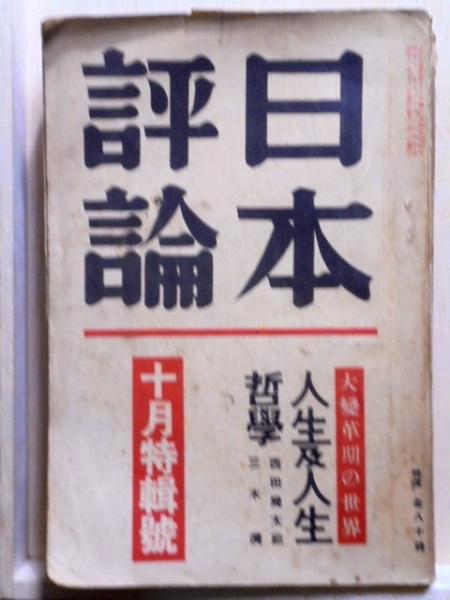 日本
評論
大變革期の世界
人生及人生
哲學
西田幾太郎
三木清
十月特輯號